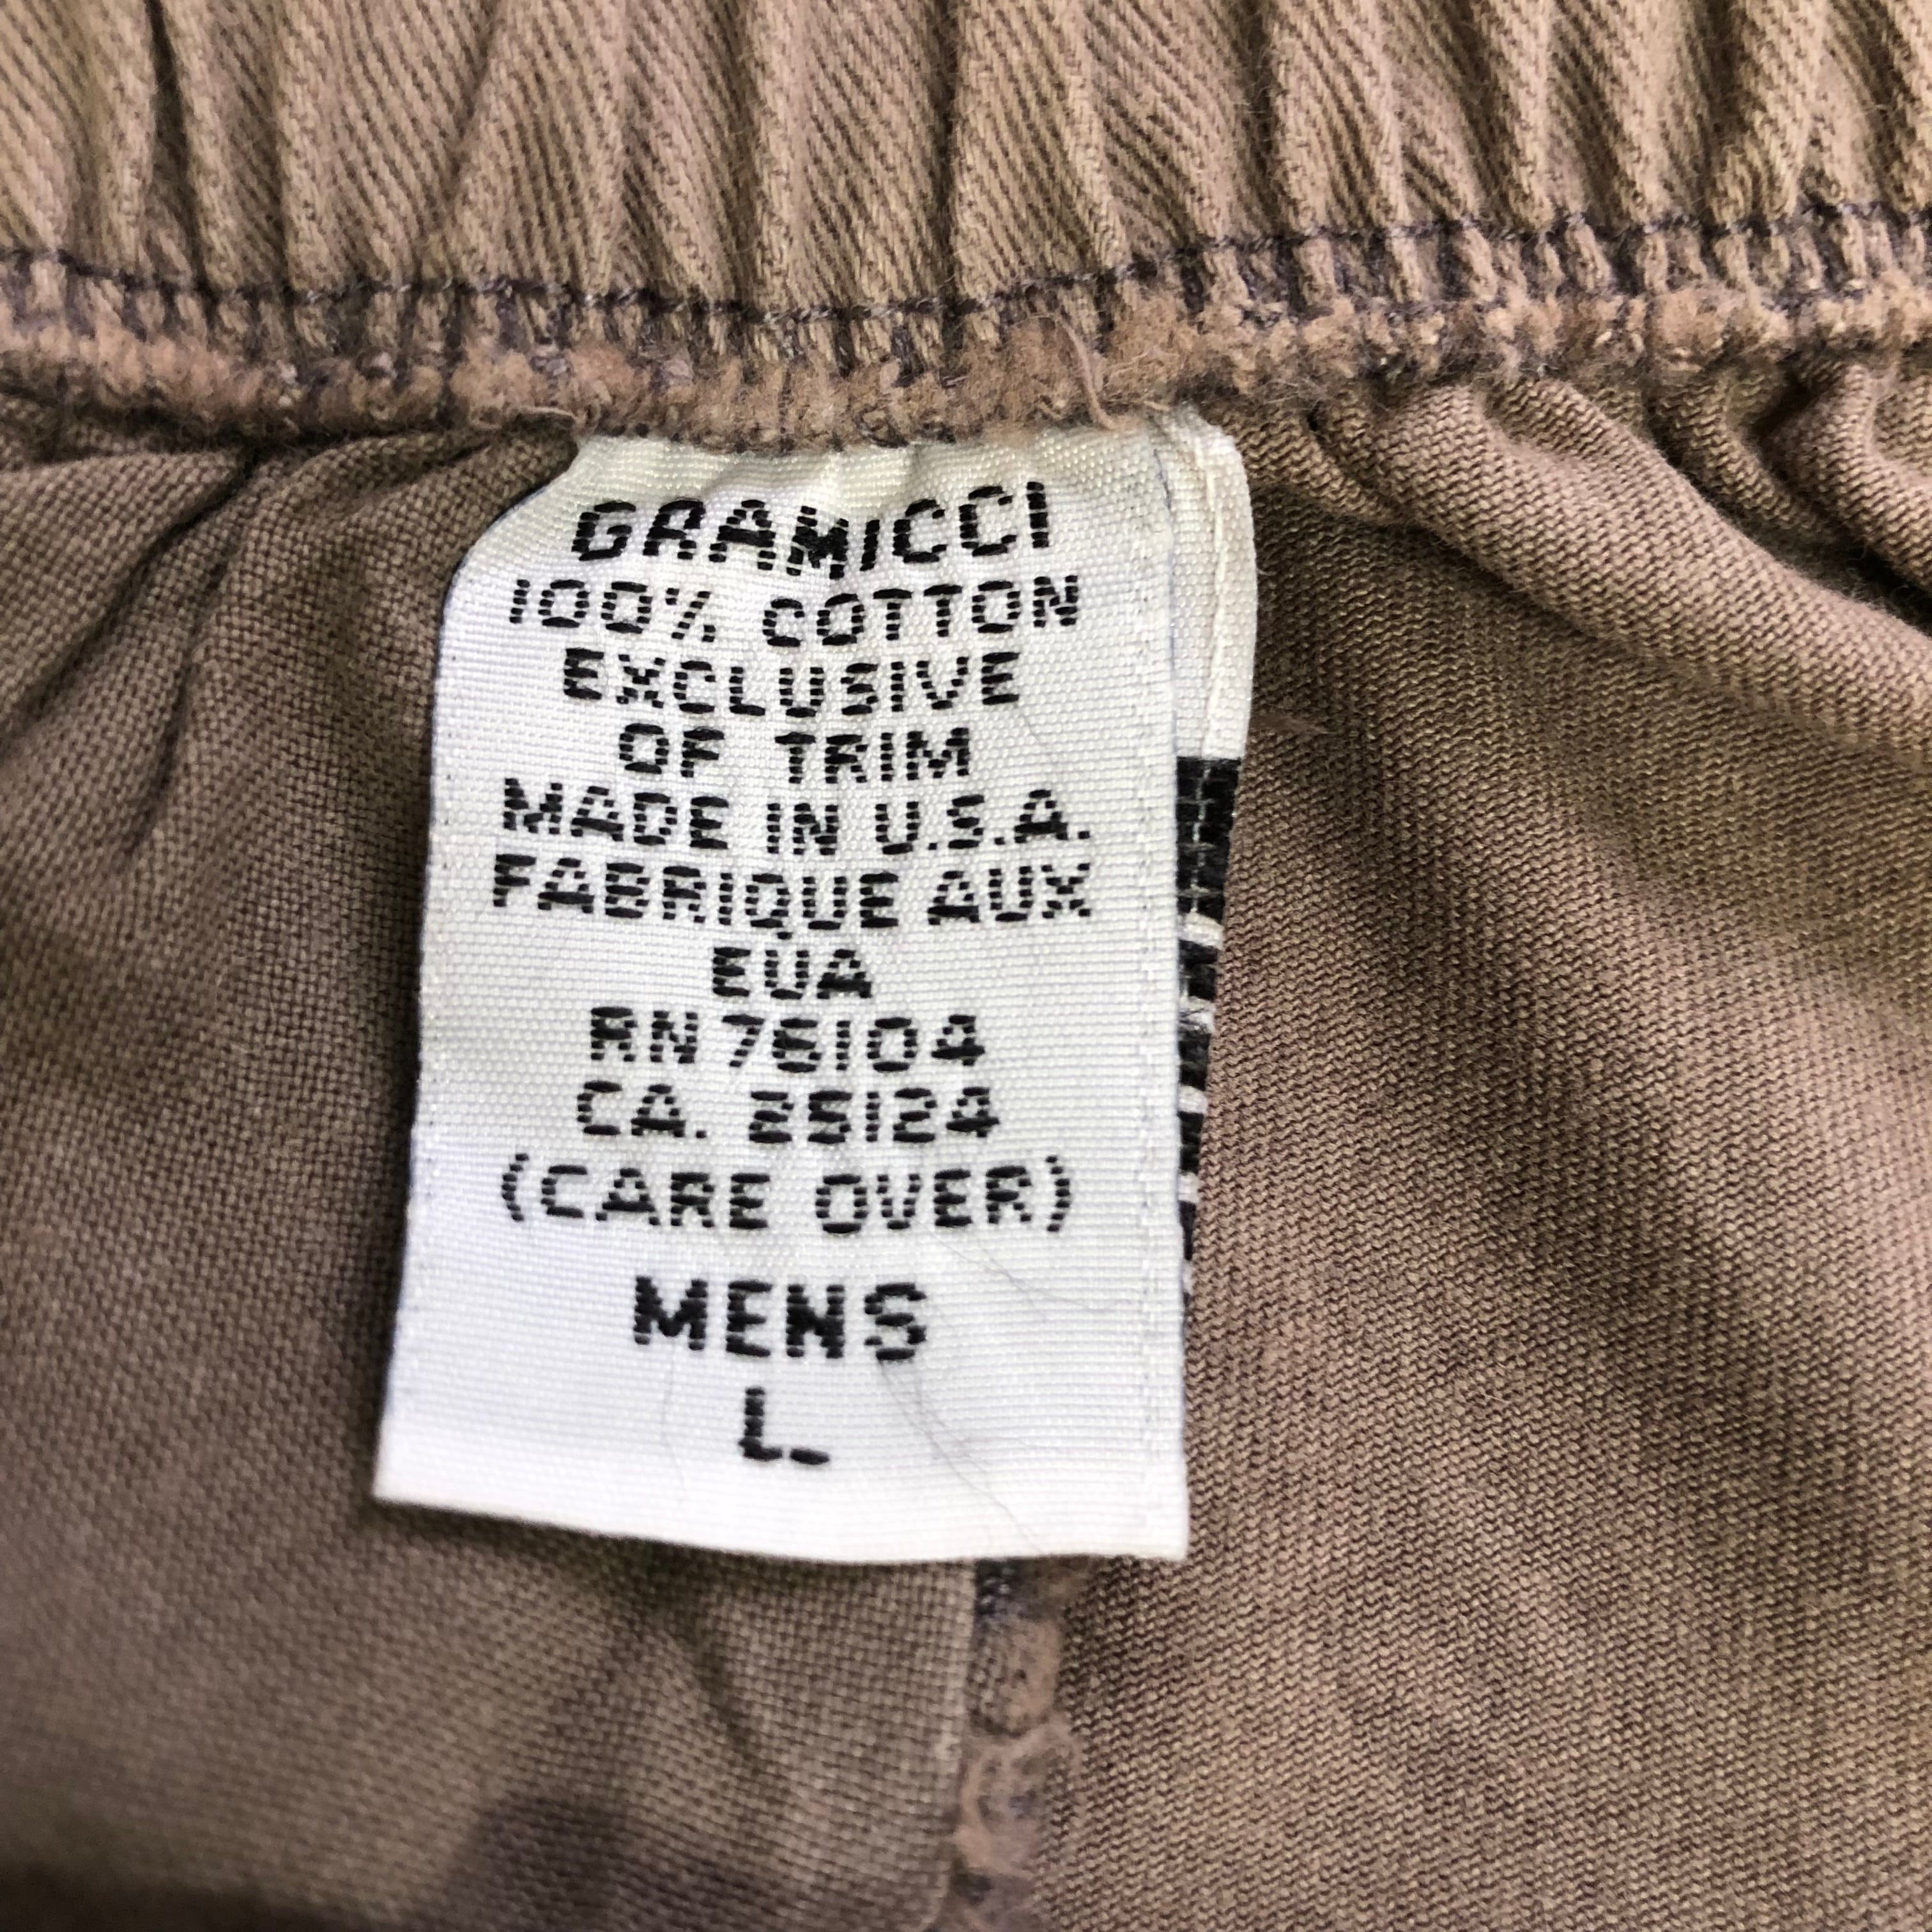 GRAMICCI
100% COTTON
EXCLUSIVE
OF TRIM
MADE IN U.S.A.
FABRIQUE AUX
EUA
RN 76104
CA. 25124
(CARE OVER)
MENS
L